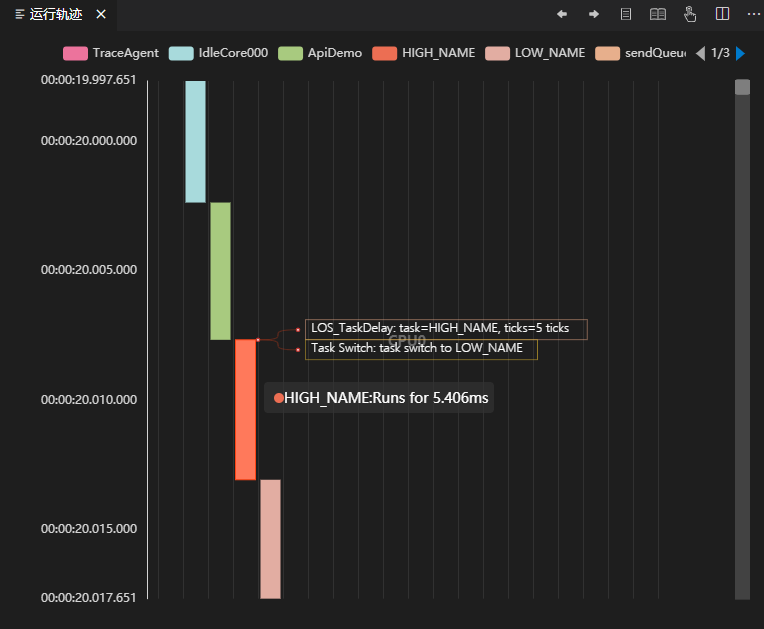 运行轨迹
TraceAgent IdleCore000 ApiDemo HIGH_NAME LOW_NAME sendQueue 1/3
00:00:19.997.651
00:00:20.000.000
00:00:20.005.000
LOS_TaskDelay: task=HIGH_NAME, ticks=5 ticks
CPU0
Task Switch: task switch to LOW_NAME
HIGH_NAME:Runs for 5.406ms
00:00:20.010.000
00:00:20.015.000
00:00:20.017.651